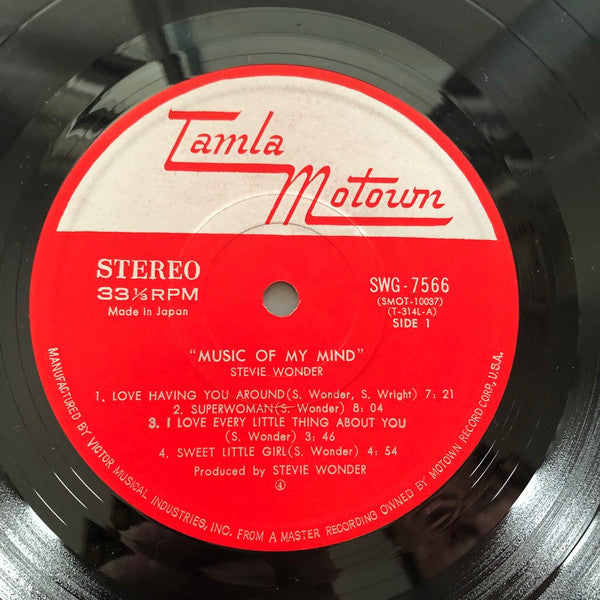 Tamla
Motown
STEREO
33⅓RPM
Made in Japan
SWG-7566
(SMOT-10037)
(T-314L-A)
SIDE 1
"MUSIC OF MY MIND"
STEVIE WONDER
1. LOVE HAVING YOU AROUND(S. Wonder, S. Wright) 7:21
2. SUPERWOMAN(S. Wonder) 8:04
3. I LOVE EVERY LITTLE THING ABOUT YOU
(S. Wonder) 3:46
4. SWEET LITTLE GIRL(S. Wonder) 4:54
Produced by STEVIE WONDER
④
MANUFACTURED BY VICTOR MUSICAL INDUSTRIES, INC. FROM A MASTER RECORDING OWNED BY MOTOWN RECORD CORP., U.S.A.